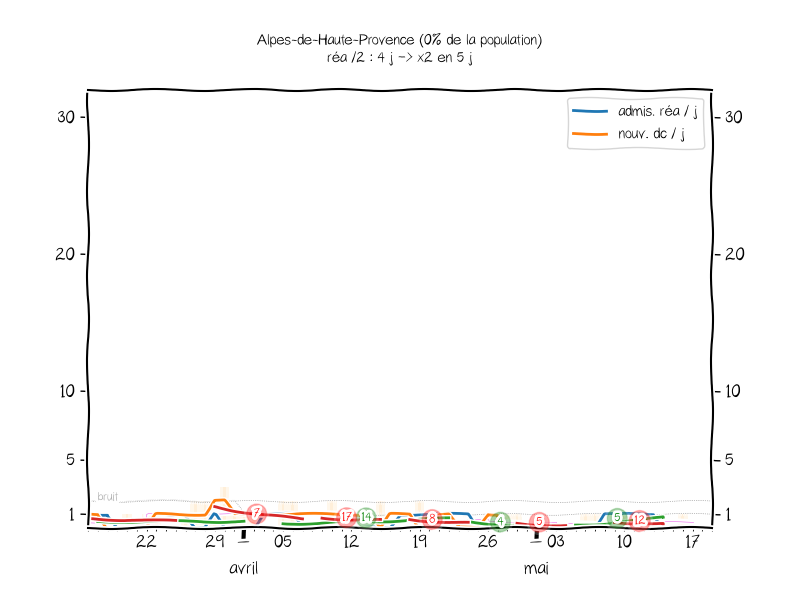 Alpes-de-Haute-Provence (0% de la population)
réa /2 : 4 j -> x2 en 5 j
admis. réa / j
nouv. dc / j
30 30
20 20
10 10
5 5
bruit
1 1
7 17 14 8 4 5 5 12
22 29 05 12 19 26 03 10 17
avril mai